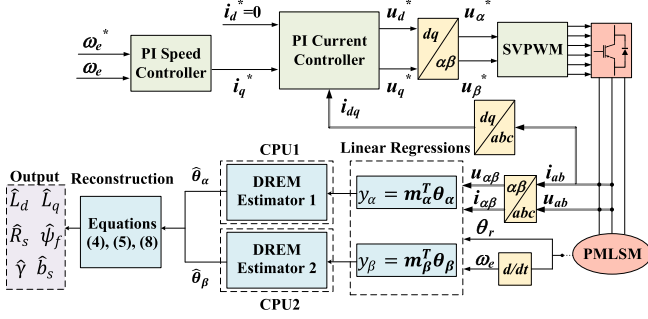 i_d^*=0
u_d^*
u_α^*
ω_e^*
ω_e
PI Speed
Controller
i_q^*
PI Current
Controller
u_q^*
dq
αβ
u_β^*
SVPWM
i_dq
dq
abc
CPU1
Linear Regressions
Output
Reconstruction
L̂_d L̂_q
R̂_s ψ̂_f
γ̂ b̂_s
Equations
(4), (5), (8)
θ̂_α
θ̂_β
DREM
Estimator 1
DREM
Estimator 2
CPU2
y_α = m_α^T θ_α
y_β = m_β^T θ_β
u_αβ
i_αβ
αβ
abc
i_ab
u_ab
θ_r
ω_e
d/dt
PMLSM